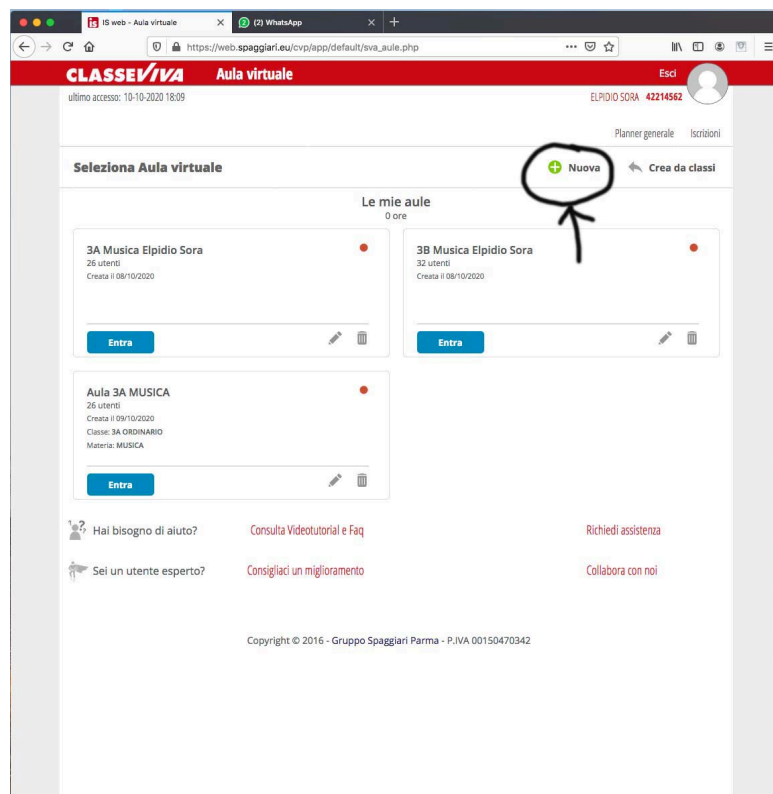 IS web - Aula virtuale
(2) WhatsApp
https://web.spaggiari.eu/cvp/app/default/sva_aule.php
CLASSEVIVA Aula virtuale Esci
ultimo accesso: 10-10-2020 18:09 ELPIDIO SORA 42214562
Planner generale Iscrizioni
Seleziona Aula virtuale Nuova Crea da classi
Le mie aule
0 ore
3A Musica Elpidio Sora
26 utenti
Creata il 08/10/2020
Entra
3B Musica Elpidio Sora
32 utenti
Creata il 08/10/2020
Entra
Aula 3A MUSICA
26 utenti
Creata il 09/10/2020
Classe: 3A ORDINARIO
Materia: MUSICA
Entra
Hai bisogno di aiuto? Consulta Videotutorial e Faq Richiedi assistenza
Sei un utente esperto? Consigliaci un miglioramento Collabora con noi
Copyright © 2016 - Gruppo Spaggiari Parma - P.IVA 00150470342